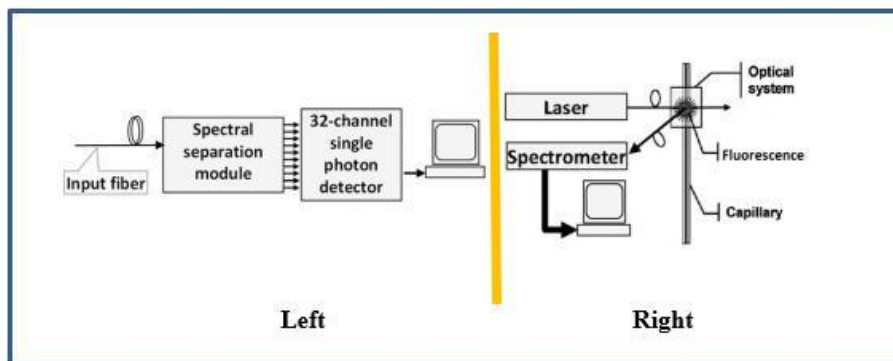 Input fiber
Spectral
separation
module
32-channel
single
photon
detector
Left
Laser
Spectrometer
Optical
system
Fluorescence
Capillary
Right